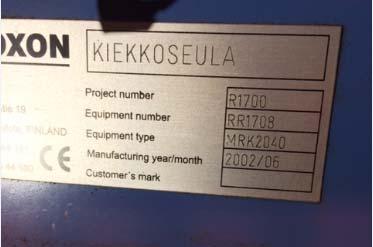 OXON
KIEKKOSEULA
Project number R1700
Equipment number RR1708
Equipment type MRK2040
Manufacturing year/month 2002/06
Customer's mark
19
FINLAND
CE